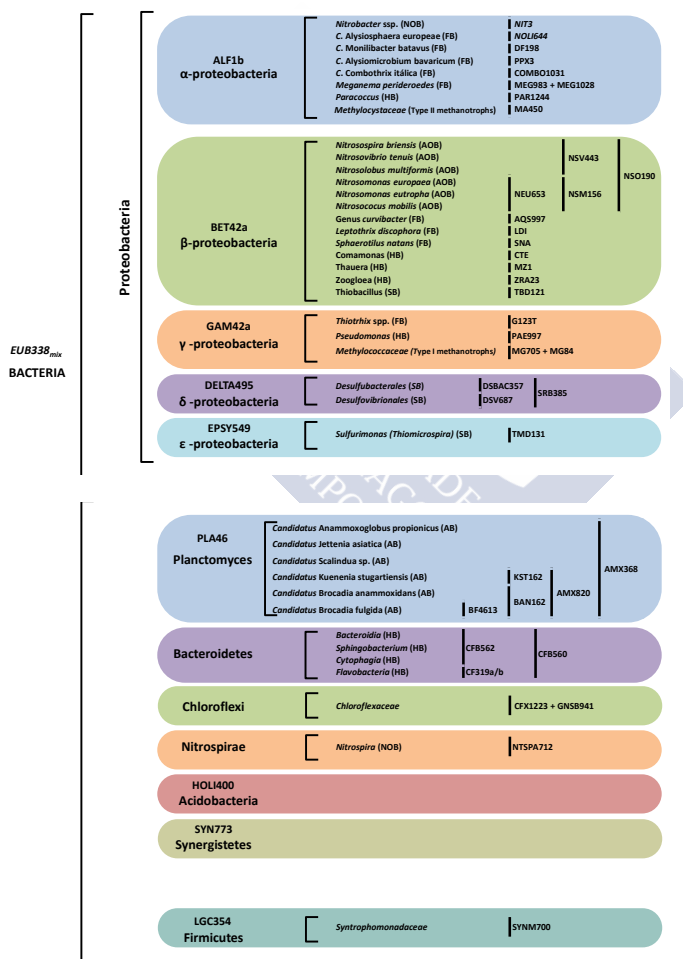 EUB338mix
BACTERIA
Proteobacteria
ALF1b
α-proteobacteria
Nitrobacter ssp. (NOB)
NIT3
C. Alysiosphaera europeae (FB)
NOLI644
C. Monilibacter batavus (FB)
DF198
C. Alysiomicrobium bavaricum (FB)
PPX3
C. Combothrix itálica (FB)
COMBO1031
Meganema perideroedes (FB)
MEG983 + MEG1028
Paracoccus (HB)
PAR1244
Methylocystaceae (Type II methanotrophs)
MA450
BET42a
β-proteobacteria
Nitrosospira briensis (AOB)
Nitrosovibrio tenuis (AOB)
Nitrosolobus multiformis (AOB)
NSV443
NSO190
Nitrosomonas europaea (AOB)
Nitrosomonas eutropha (AOB)
Nitrosococus mobilis (AOB)
NEU653
NSM156
Genus curvibacter (FB)
AQS997
Leptothrix discophora (FB)
LDI
Sphaerotilus natans (FB)
SNA
Comamonas (HB)
CTE
Thauera (HB)
MZ1
Zoogloea (HB)
ZRA23
Thiobacillus (SB)
TBD121
GAM42a
γ -proteobacteria
Thiotrhix spp. (FB)
G123T
Pseudomonas (HB)
PAE997
Methylococcaceae (Type I methanotrophs)
MG705 + MG84
DELTA495
δ -proteobacteria
Desulfubacterales (SB)
DSBAC357
Desulfovibrionales (SB)
DSV687
SRB385
EPSY549
ε -proteobacteria
Sulfurimonas (Thiomicrospira) (SB)
TMD131
PLA46
Planctomyces
Candidatus Anammoxoglobus propionicus (AB)
Candidatus Jettenia asiatica (AB)
Candidatus Scalindua sp. (AB)
Candidatus Kuenenia stugartiensis (AB)
KST162
Candidatus Brocadia anammoxidans (AB)
BAN162
AMX820
AMX368
Candidatus Brocadia fulgida (AB)
BF4613
Bacteroidetes
Bacteroidia (HB)
Sphingobacterium (HB)
Cytophagia (HB)
CFB562
CFB560
Flavobacteria (HB)
CF319a/b
Chloroflexi
Chloroflexaceae
CFX1223 + GNSB941
Nitrospirae
Nitrospira (NOB)
NTSPA712
HOLI400
Acidobacteria
SYN773
Synergistetes
LGC354
Firmicutes
Syntrophomonadaceae
SYNM700